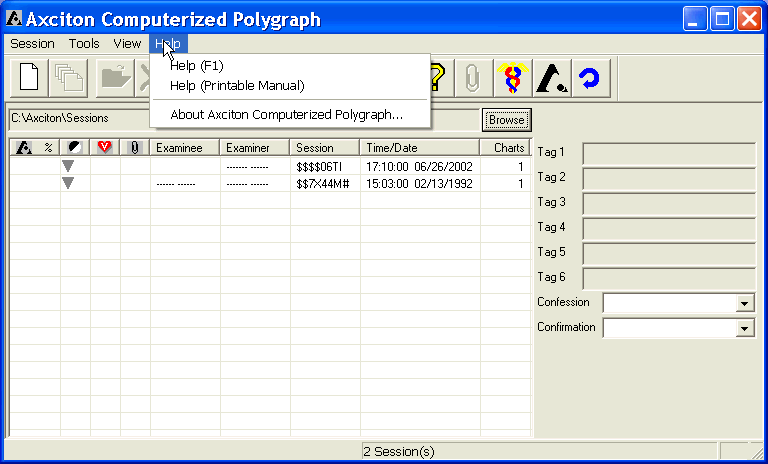 Axciton Computerized Polygraph
Session Tools View Help
Help (F1)
Help (Printable Manual)
About Axciton Computerized Polygraph...
C:\Axciton\Sessions Browse
% Examinee Examiner Session Time/Date Charts
------ ------ $$$$06TI 17:10:00 06/26/2002 1
------ ------ ------ ------ $$7X44M# 15:03:00 02/13/1992 1
Tag 1
Tag 2
Tag 3
Tag 4
Tag 5
Tag 6
Confession
Confirmation
2 Session(s)